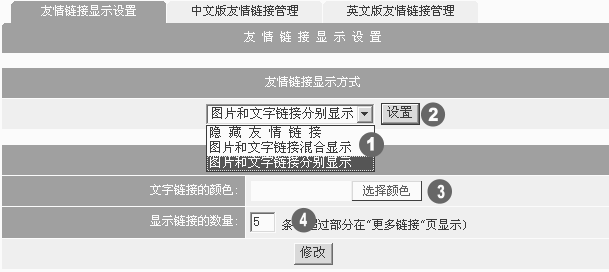 友情链接显示设置 中文版友情链接管理 英文版友情链接管理
友 情 链 接 显 示 设 置
友情链接显示方式
图片和文字链接分别显示 设置 2
隐 藏 友 情 链 接
图片和文字链接混合显示 1
图片和文字链接分别显示
文字链接的颜色: 选择颜色 3
显示链接的数量: 5 条 4 过部分在"更多链接"页显示)
修改